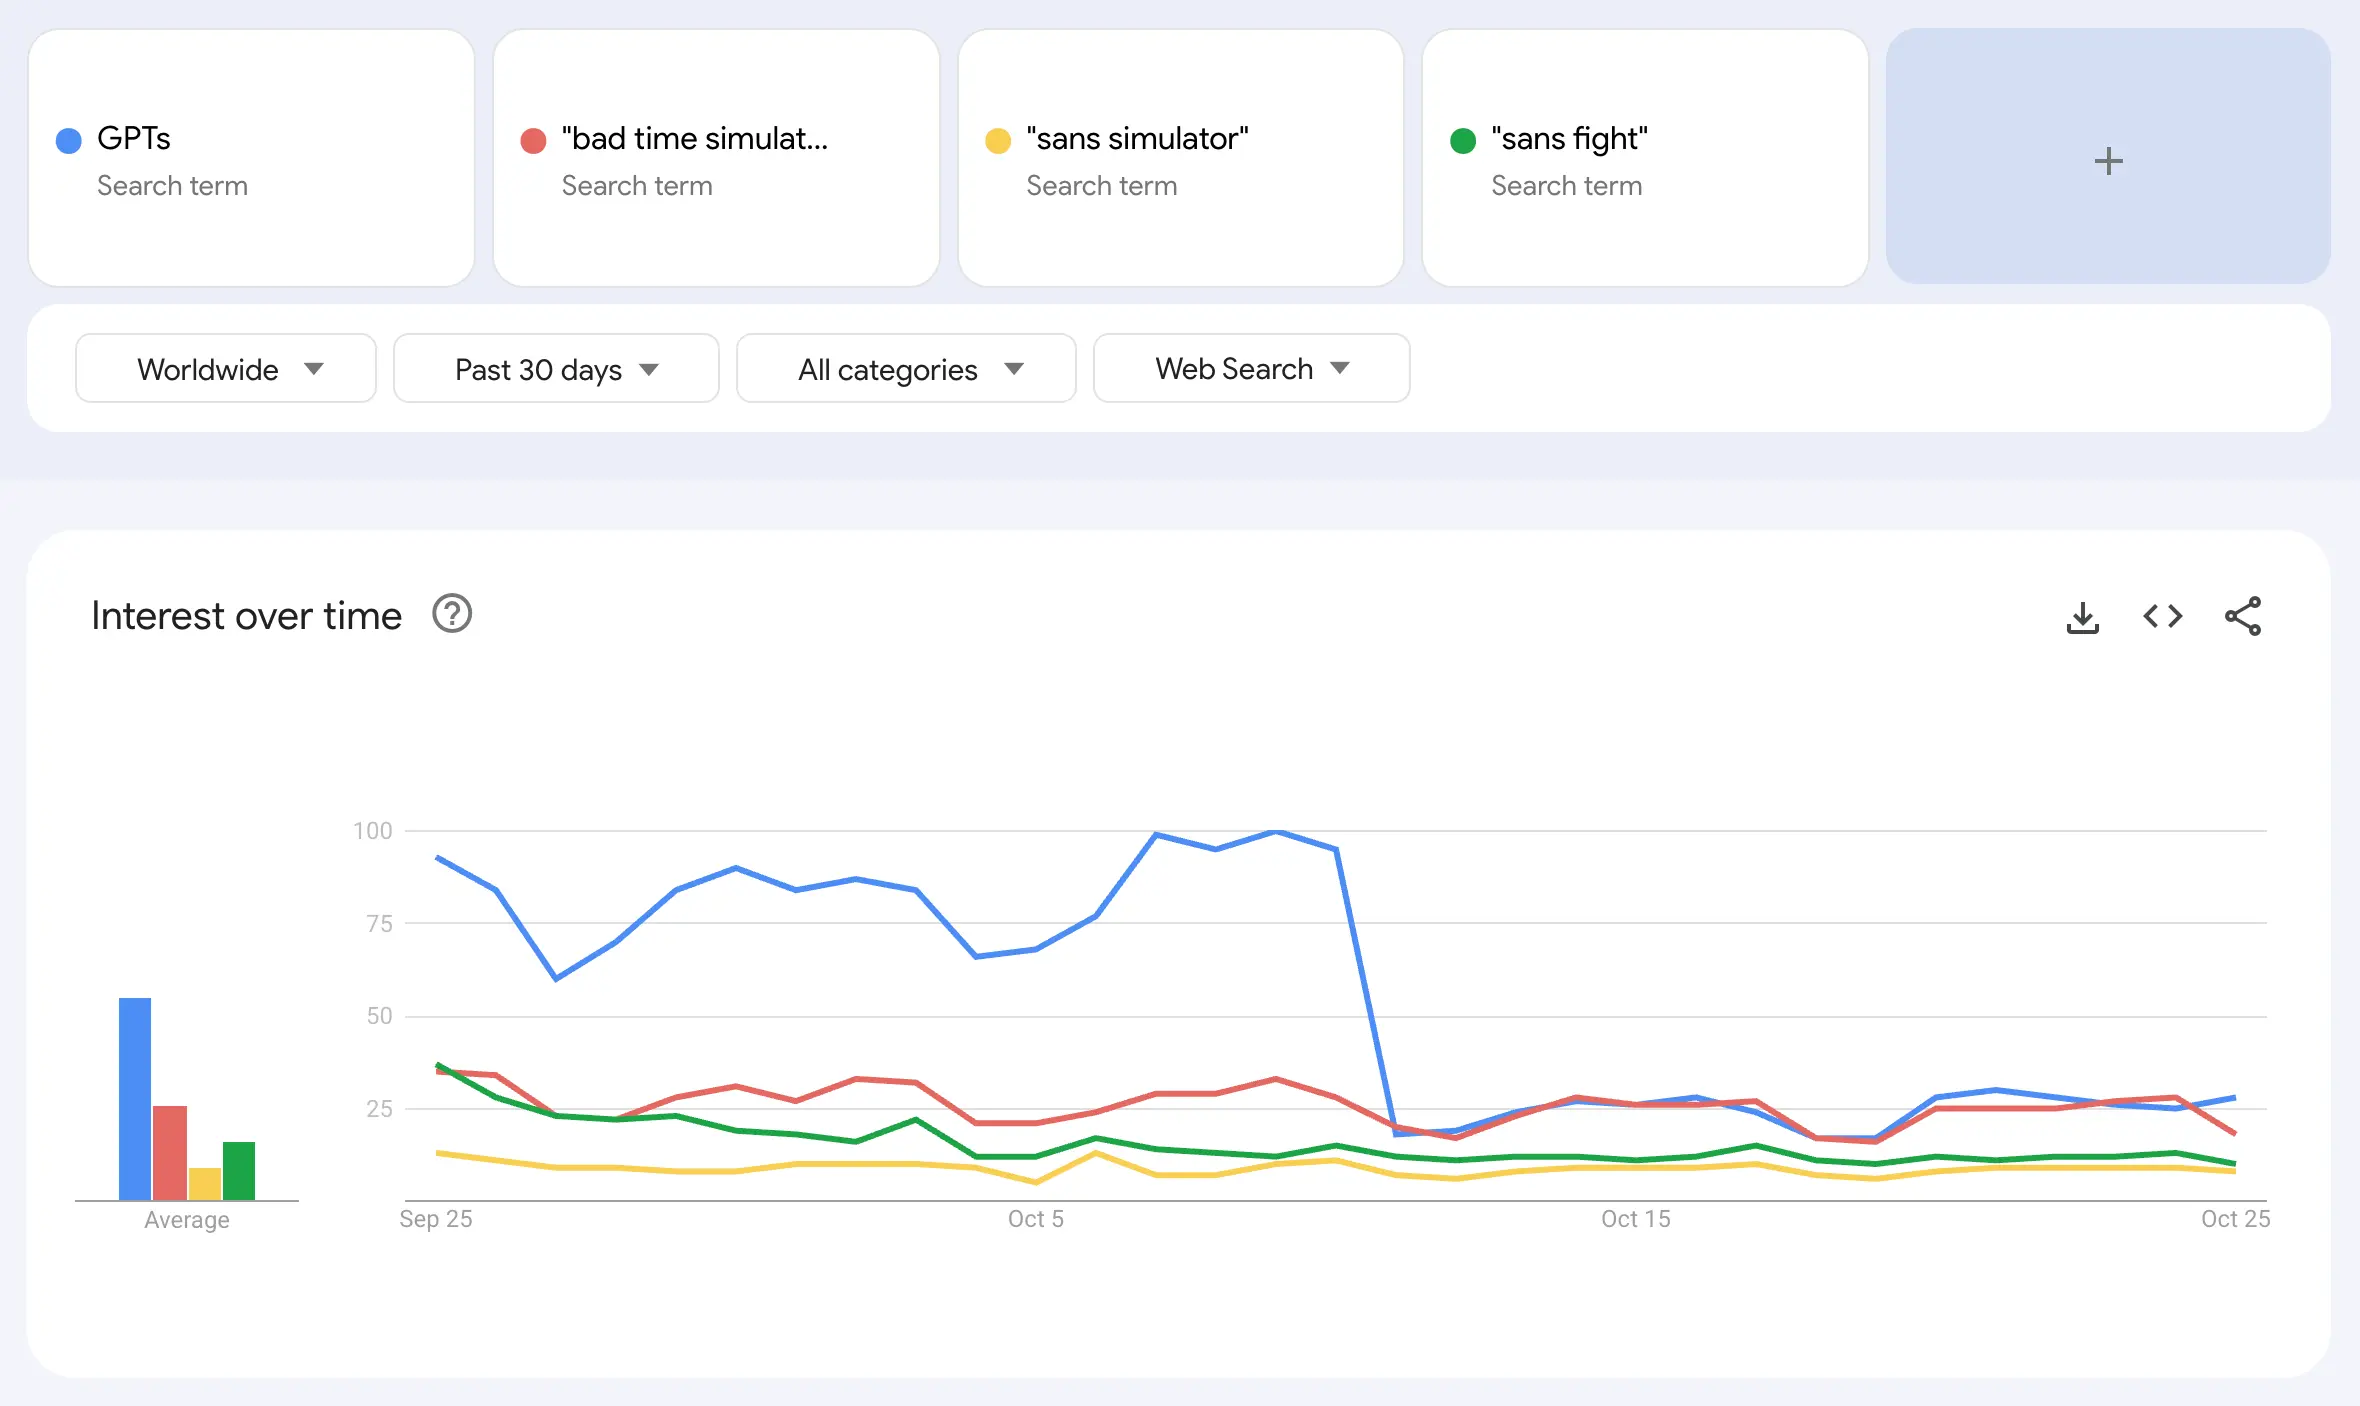 GPTs
Search term
"bad time simulat...
Search term
"sans simulator"
Search term
"sans fight"
Search term
+
Worldwide
Past 30 days
All categories
Web Search
Interest over time
?
100
75
50
25
Average
Sep 25
Oct 5
Oct 15
Oct 25